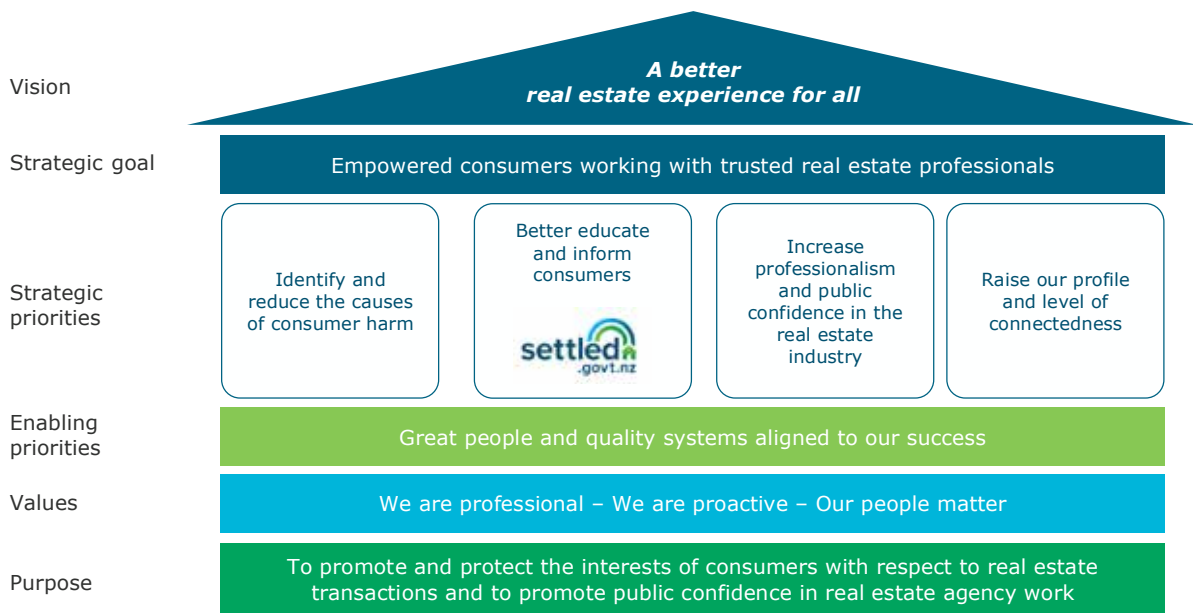 Vision
A better
real estate experience for all
Strategic goal
Empowered consumers working with trusted real estate professionals
Strategic
priorities
Identify and
reduce the causes
of consumer harm
Better educate
and inform
consumers
settled
.govt.nz
Increase
professionalism
and public
confidence in the
real estate
industry
Raise our profile
and level of
connectedness
Enabling
priorities
Great people and quality systems aligned to our success
Values
We are professional – We are proactive – Our people matter
Purpose
To promote and protect the interests of consumers with respect to real estate
transactions and to promote public confidence in real estate agency work